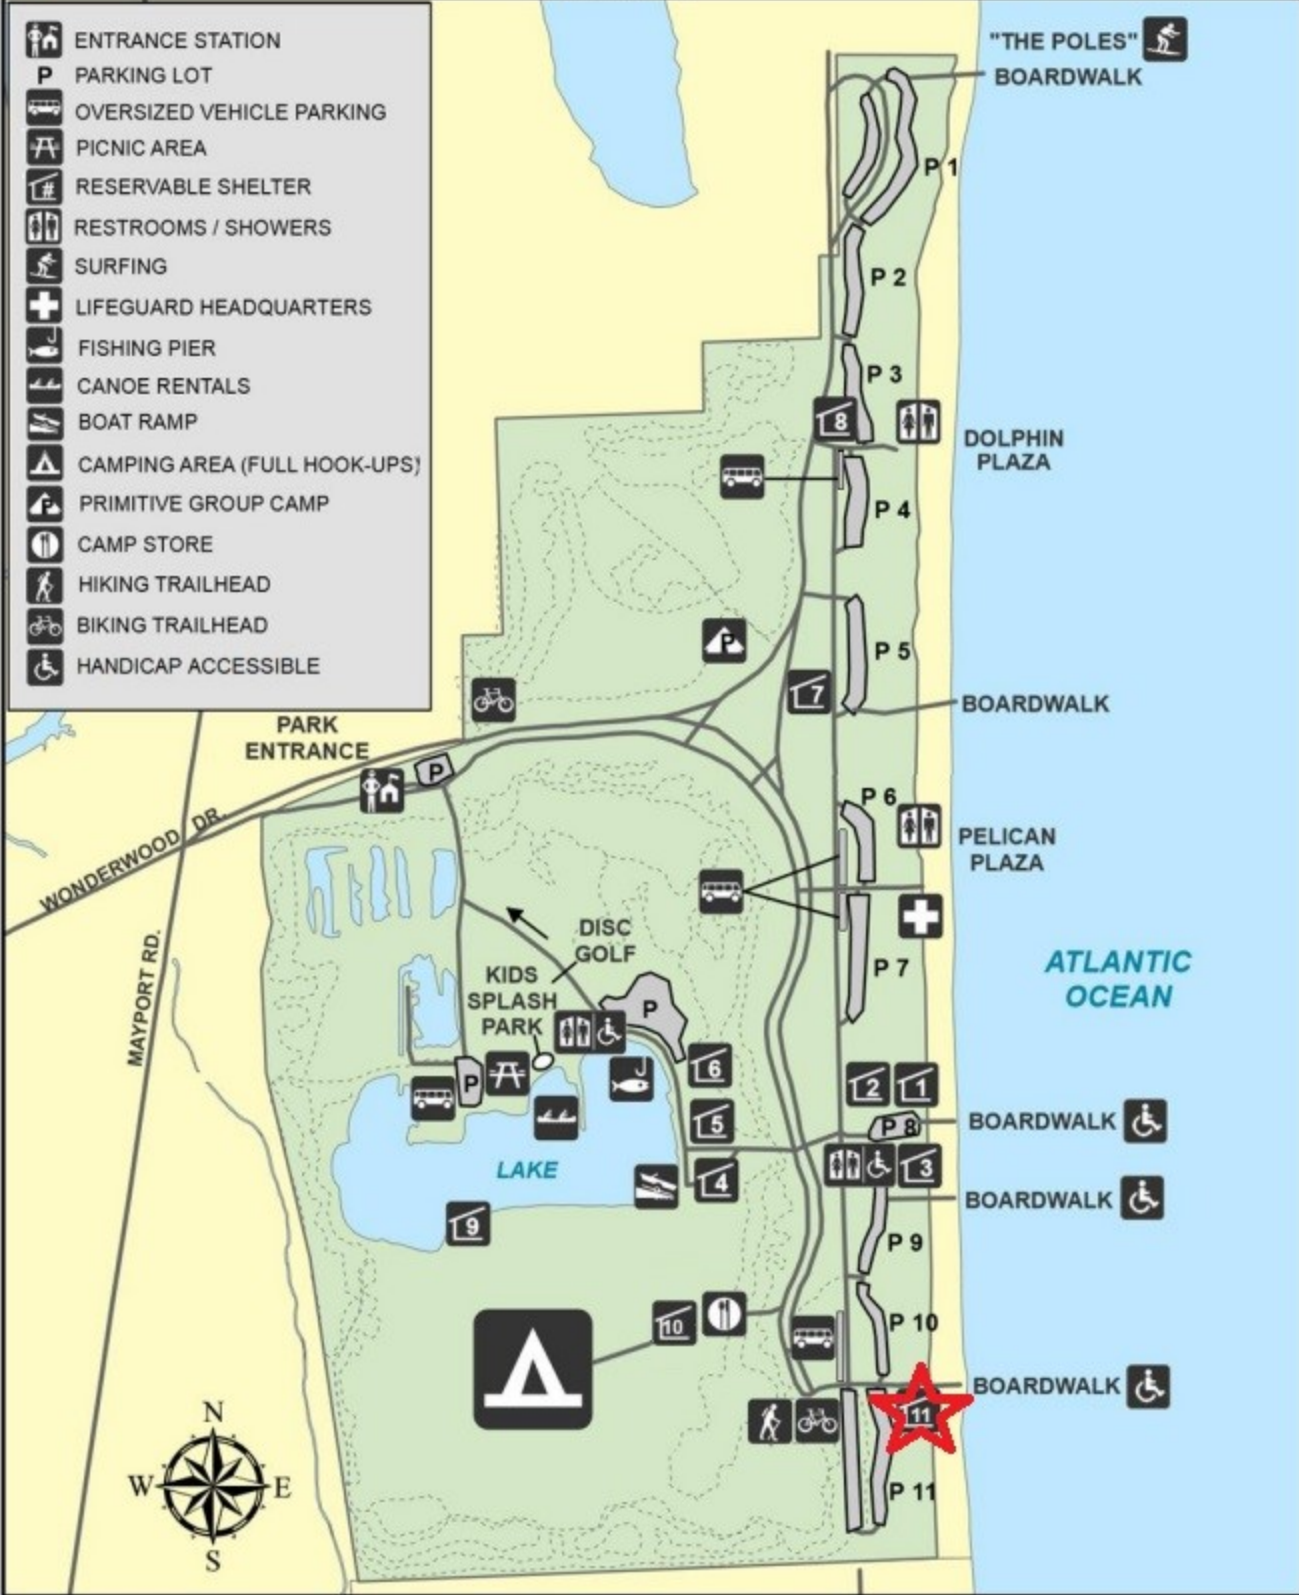 ENTRANCE STATION
P PARKING LOT
OVERSIZED VEHICLE PARKING
PICNIC AREA
# RESERVABLE SHELTER
RESTROOMS / SHOWERS
SURFING
LIFEGUARD HEADQUARTERS
FISHING PIER
CANOE RENTALS
BOAT RAMP
CAMPING AREA (FULL HOOK-UPS)
P PRIMITIVE GROUP CAMP
CAMP STORE
HIKING TRAILHEAD
BIKING TRAILHEAD
HANDICAP ACCESSIBLE
"THE POLES"
BOARDWALK
P 1
P 2
P 3
8
DOLPHIN
PLAZA
P 4
P
P 5
7
BOARDWALK
PARK
ENTRANCE
P
WONDERWOOD DR.
MAYPORT RD.
P 6
PELICAN
PLAZA
P 7
DISC
GOLF
KIDS
SPLASH
PARK
P
P
6
5
4
LAKE
9
ATLANTIC
OCEAN
2
1
P 8
BOARDWALK
3
BOARDWALK
P 9
10
P 10
BOARDWALK
11
P 11
N
W
E
S